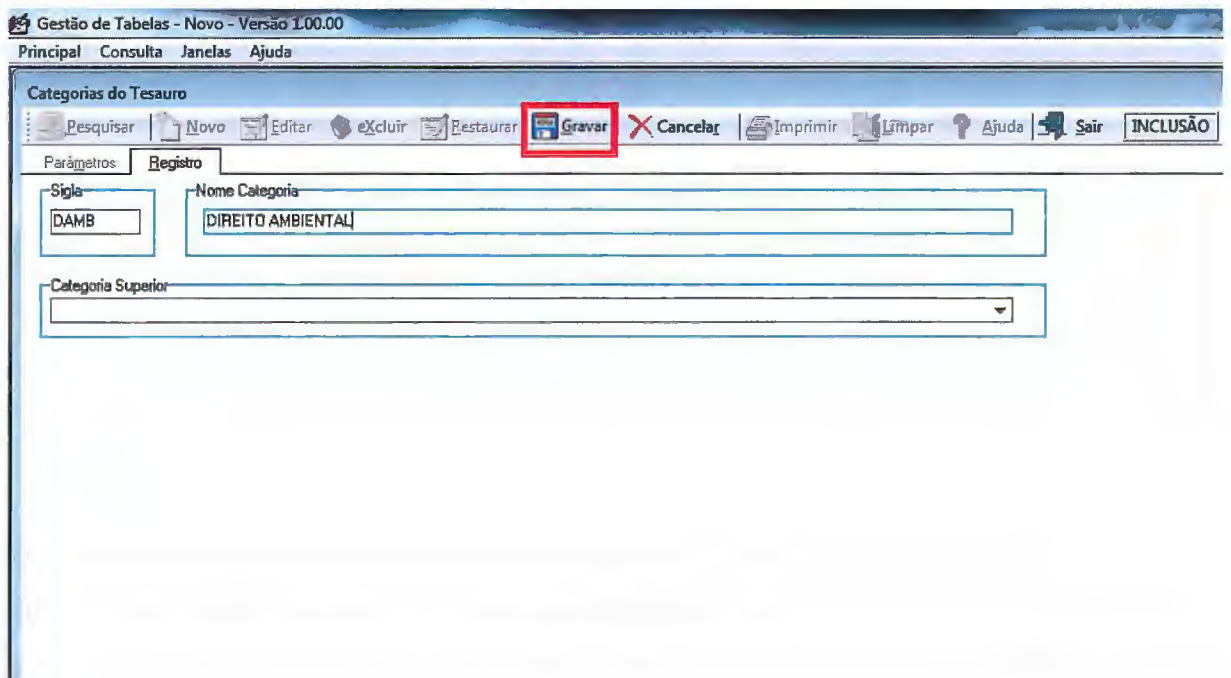 Gestão de Tabelas - Novo - Versão 1.00.00
Principal Consulta Janelas Ajuda
Categorias do Tesauro
Pesquisar Novo Editar eXcluir Restaurar Gravar Cancelar Imprimir Limpar Ajuda Sair INCLUSÃO
Parâmetros Registro
Sigla Nome Categoria
DAMB DIREITO AMBIENTAL
Categoria Superior